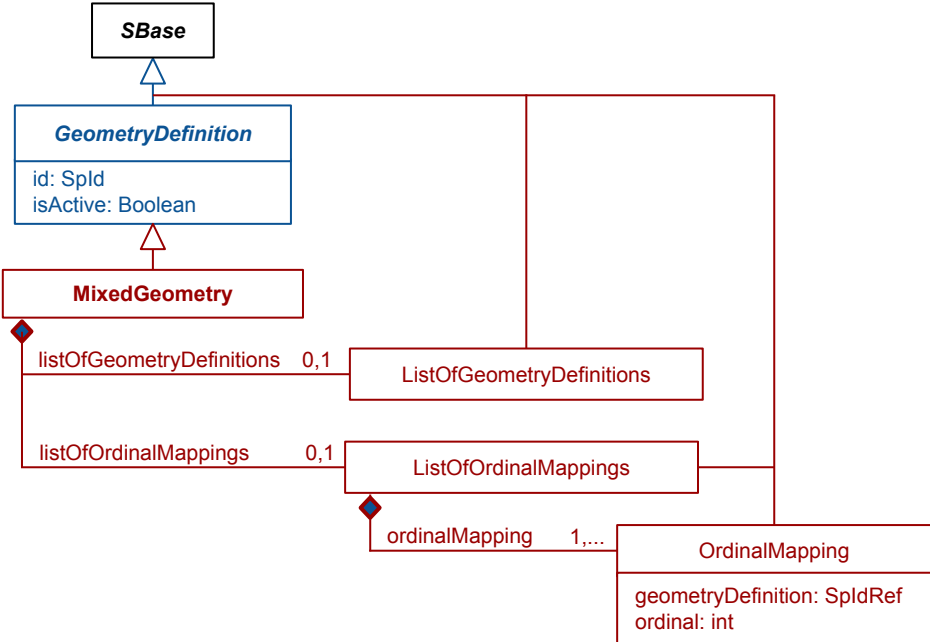 SBase
GeometryDefinition
id: SpId
isActive: Boolean
MixedGeometry
listOfGeometryDefinitions 0,1
ListOfGeometryDefinitions
listOfOrdinalMappings 0,1
ListOfOrdinalMappings
ordinalMapping 1,...
OrdinalMapping
geometryDefinition: SpIdRef
ordinal: int